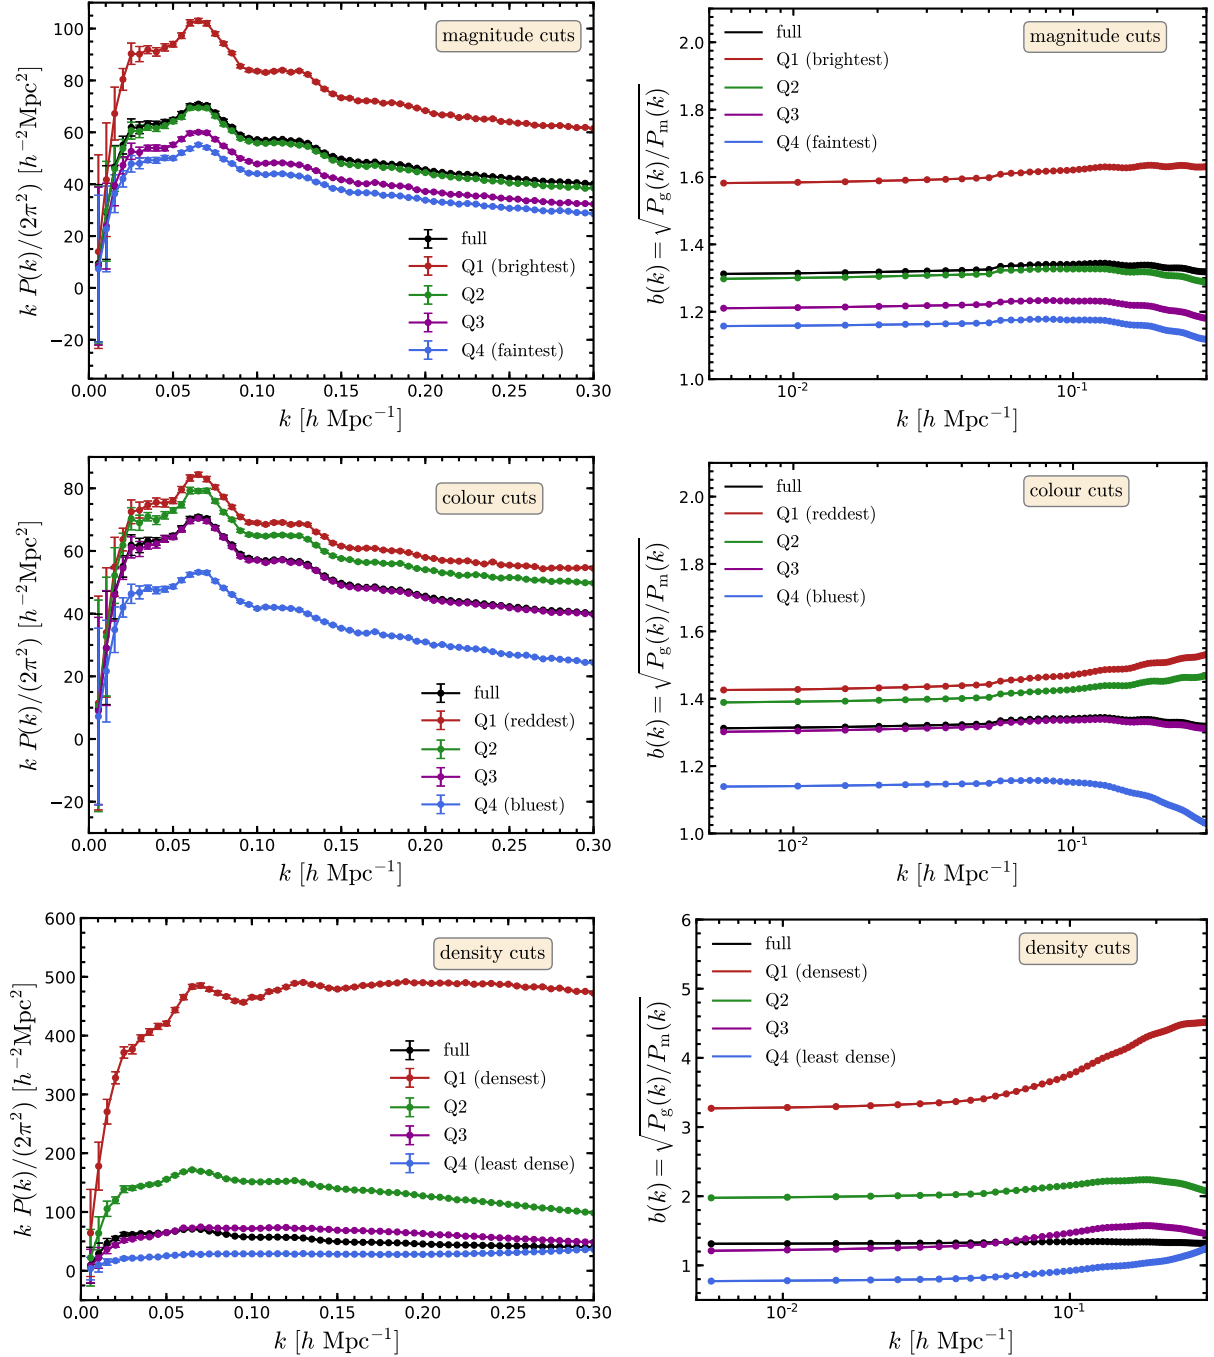 magnitude cuts
k P(k)/(2π²) [h⁻²Mpc²]
100
80
60
40
20
0
−20
full
Q1 (brightest)
Q2
Q3
Q4 (faintest)
0.00 0.05 0.10 0.15 0.20 0.25 0.30
k [h Mpc⁻¹]
magnitude cuts
b(k) = √P_g(k)/P_m(k)
2.0
1.8
1.6
1.4
1.2
1.0
full
Q1 (brightest)
Q2
Q3
Q4 (faintest)
10⁻² 10⁻¹
k [h Mpc⁻¹]
colour cuts
k P(k)/(2π²) [h⁻²Mpc²]
80
60
40
20
0
−20
full
Q1 (reddest)
Q2
Q3
Q4 (bluest)
0.00 0.05 0.10 0.15 0.20 0.25 0.30
k [h Mpc⁻¹]
colour cuts
b(k) = √P_g(k)/P_m(k)
2.0
1.8
1.6
1.4
1.2
1.0
full
Q1 (reddest)
Q2
Q3
Q4 (bluest)
10⁻² 10⁻¹
k [h Mpc⁻¹]
density cuts
k P(k)/(2π²) [h⁻²Mpc²]
600
500
400
300
200
100
0
full
Q1 (densest)
Q2
Q3
Q4 (least dense)
0.00 0.05 0.10 0.15 0.20 0.25 0.30
k [h Mpc⁻¹]
density cuts
b(k) = √P_g(k)/P_m(k)
6
5
4
3
2
1
full
Q1 (densest)
Q2
Q3
Q4 (least dense)
10⁻² 10⁻¹
k [h Mpc⁻¹]